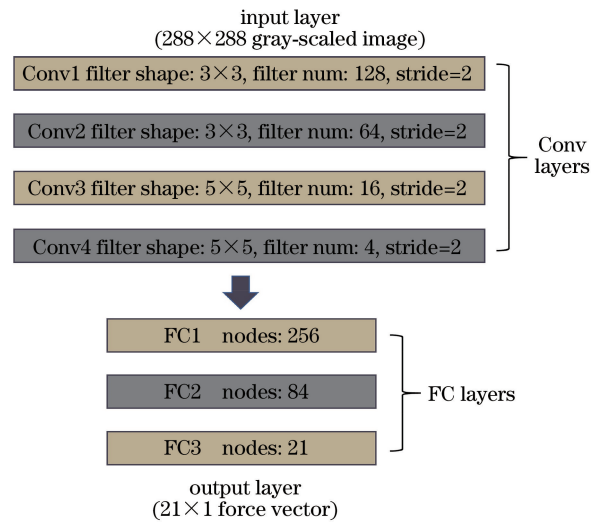 input layer
(288×288 gray-scaled image)
Conv1 filter shape: 3×3, filter num: 128, stride=2
Conv2 filter shape: 3×3, filter num: 64, stride=2
Conv3 filter shape: 5×5, filter num: 16, stride=2
Conv4 filter shape: 5×5, filter num: 4, stride=2
Conv
layers
FC1 nodes: 256
FC2 nodes: 84
FC3 nodes: 21
FC layers
output layer
(21×1 force vector)